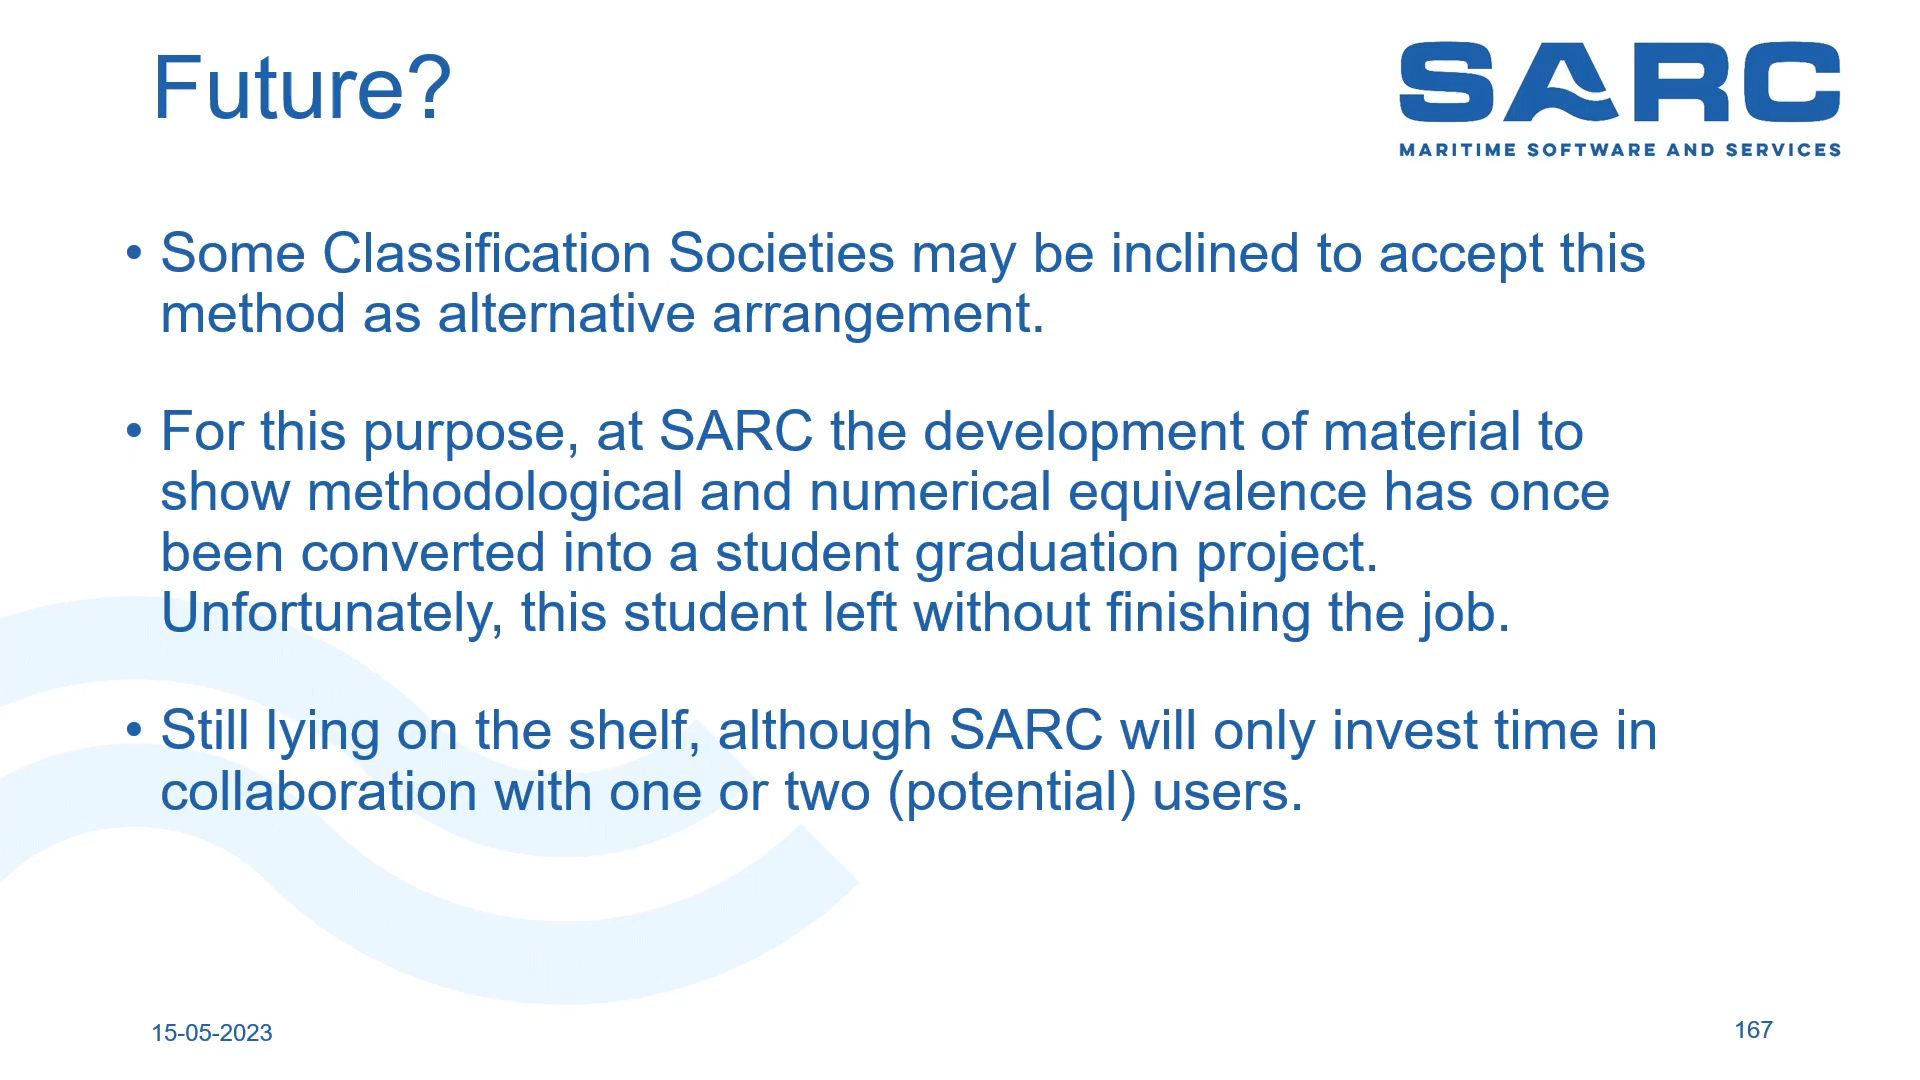 Future?
SARC
MARITIME SOFTWARE AND SERVICES
• Some Classification Societies may be inclined to accept this
method as alternative arrangement.
• For this purpose, at SARC the development of material to
show methodological and numerical equivalence has once
been converted into a student graduation project.
Unfortunately, this student left without finishing the job.
• Still lying on the shelf, although SARC will only invest time in
collaboration with one or two (potential) users.
15-05-2023
167